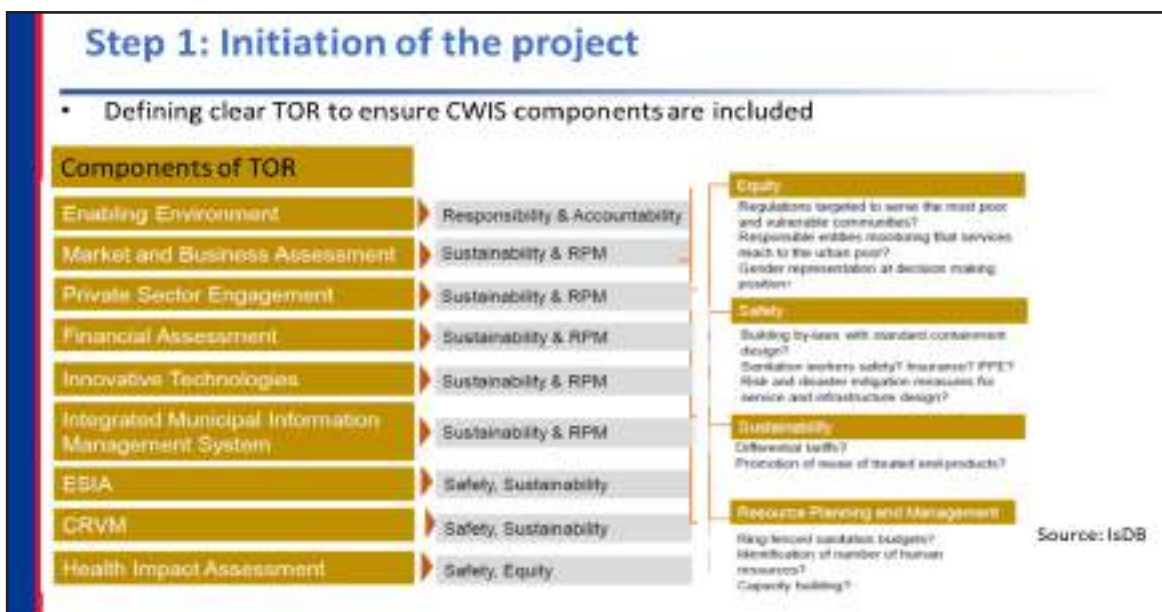 Step 1: Initiation of the project
• Defining clear TOR to ensure CWIS components are included
Components of TOR
Enabling Environment
Responsibility & Accountability
Market and Business Assessment
Sustainability & RPM
Private Sector Engagement
Sustainability & RPM
Financial Assessment
Sustainability & RPM
Innovative Technologies
Sustainability & RPM
Integrated Municipal Information
Management System
Sustainability & RPM
ESIA
Safety, Sustainability
CRVM
Safety, Sustainability
Health Impact Assessment
Safety, Equity
Equity
Regulations targeted to serve the most poor
and vulnerable communities?
Responsible entities monitoring that services
reach to the urban poor?
Gender representation at decision making
position?
Safety
Building by-laws with standard containment
design?
Sanitation workers safety? Insurance? PPE?
Risk and disaster mitigation measures for
service and infrastructure design?
Sustainability
Differential tariffs?
Promotion of reuse of treated end-products?
Resource Planning and Management
Ring fenced sanitation budgets?
Identification of number of human
resources?
Capacity building?
Source: IsDB